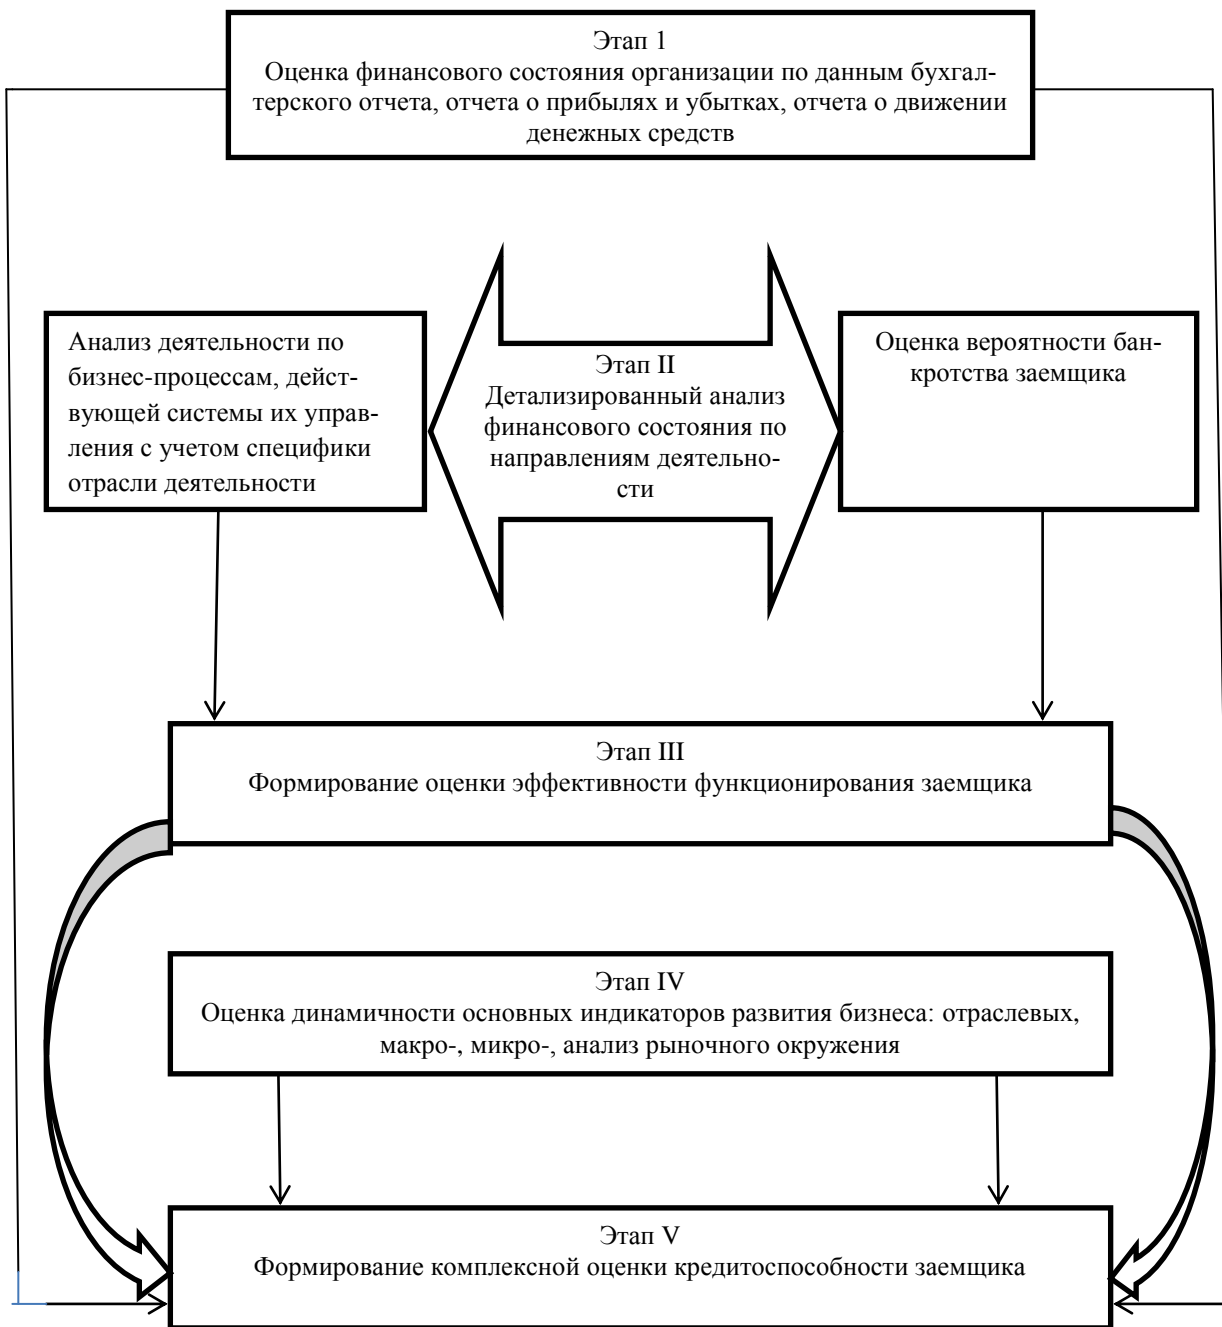 Этап 1
Оценка финансового состояния организации по данным бухгал-
терского отчета, отчета о прибылях и убытках, отчета о движении
денежных средств
Анализ деятельности по
бизнес-процессам, дейст-
вующей системы их управ-
ления с учетом специфики
отрасли деятельности
Этап II
Детализированный анализ
финансового состояния по
направлениям деятельно-
сти
Оценка вероятности бан-
кротства заемщика
Этап III
Формирование оценки эффективности функционирования заемщика
Этап IV
Оценка динамичности основных индикаторов развития бизнеса: отраслевых,
макро-, микро-, анализ рыночного окружения
Этап V
Формирование комплексной оценки кредитоспособности заемщика